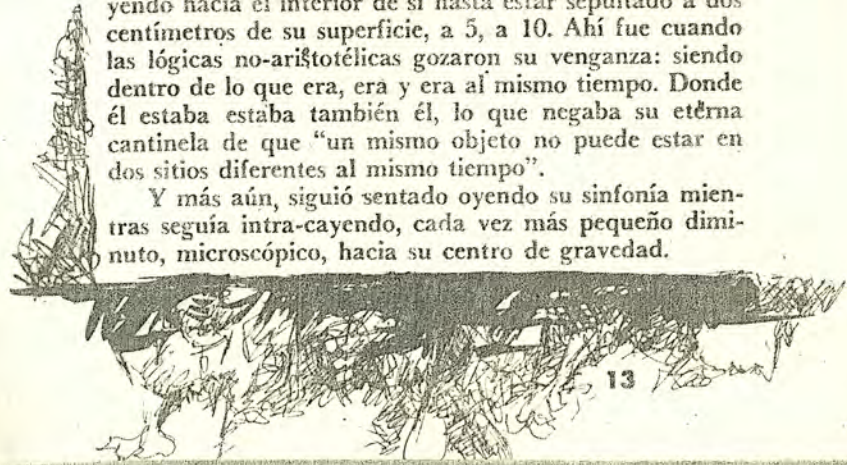 yendo hacia el interior de sí hasta estar sepultado a dos
centímetros de su superficie, a 5, a 10. Ahí fue cuando
las lógicas no-aristotélicas gozaron su venganza: siendo
dentro de lo que era, era y era al mismo tiempo. Donde
él estaba estaba también él, lo que negaba su eterna
cantinela de que "un mismo objeto no puede estar en
dos sitios diferentes al mismo tiempo".
Y más aún, siguió sentado oyendo su sinfonía mien-
tras seguía intra-cayendo, cada vez más pequeño dimi-
nuto, microscópico, hacia su centro de gravedad.
13